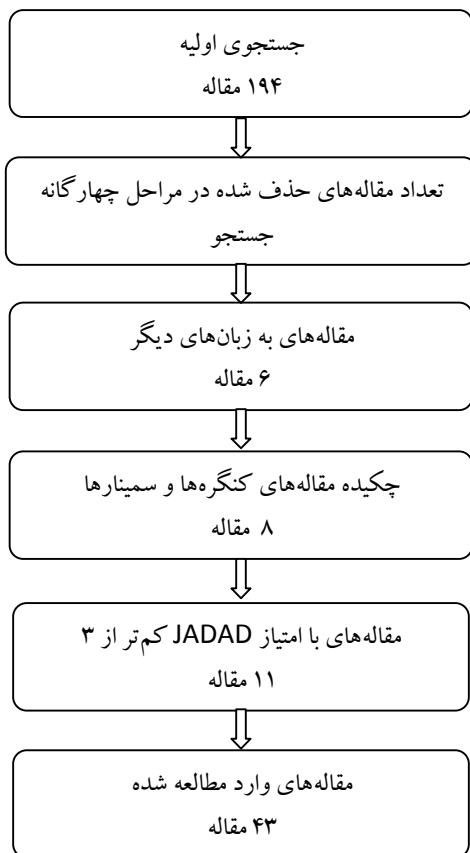 جستجوی اولیه
۱۹۴ مقاله
تعداد مقاله‌های حذف شده در مراحل چهارگانه
جستجو
مقاله‌های به زبان‌های دیگر
۶ مقاله
چکیده مقاله‌های کنگره‌ها و سمینارها
۸ مقاله
مقاله‌های با امتیاز JADAD کم‌تر از ۳
۱۱ مقاله
مقاله‌های وارد مطالعه شده
۴۳ مقاله